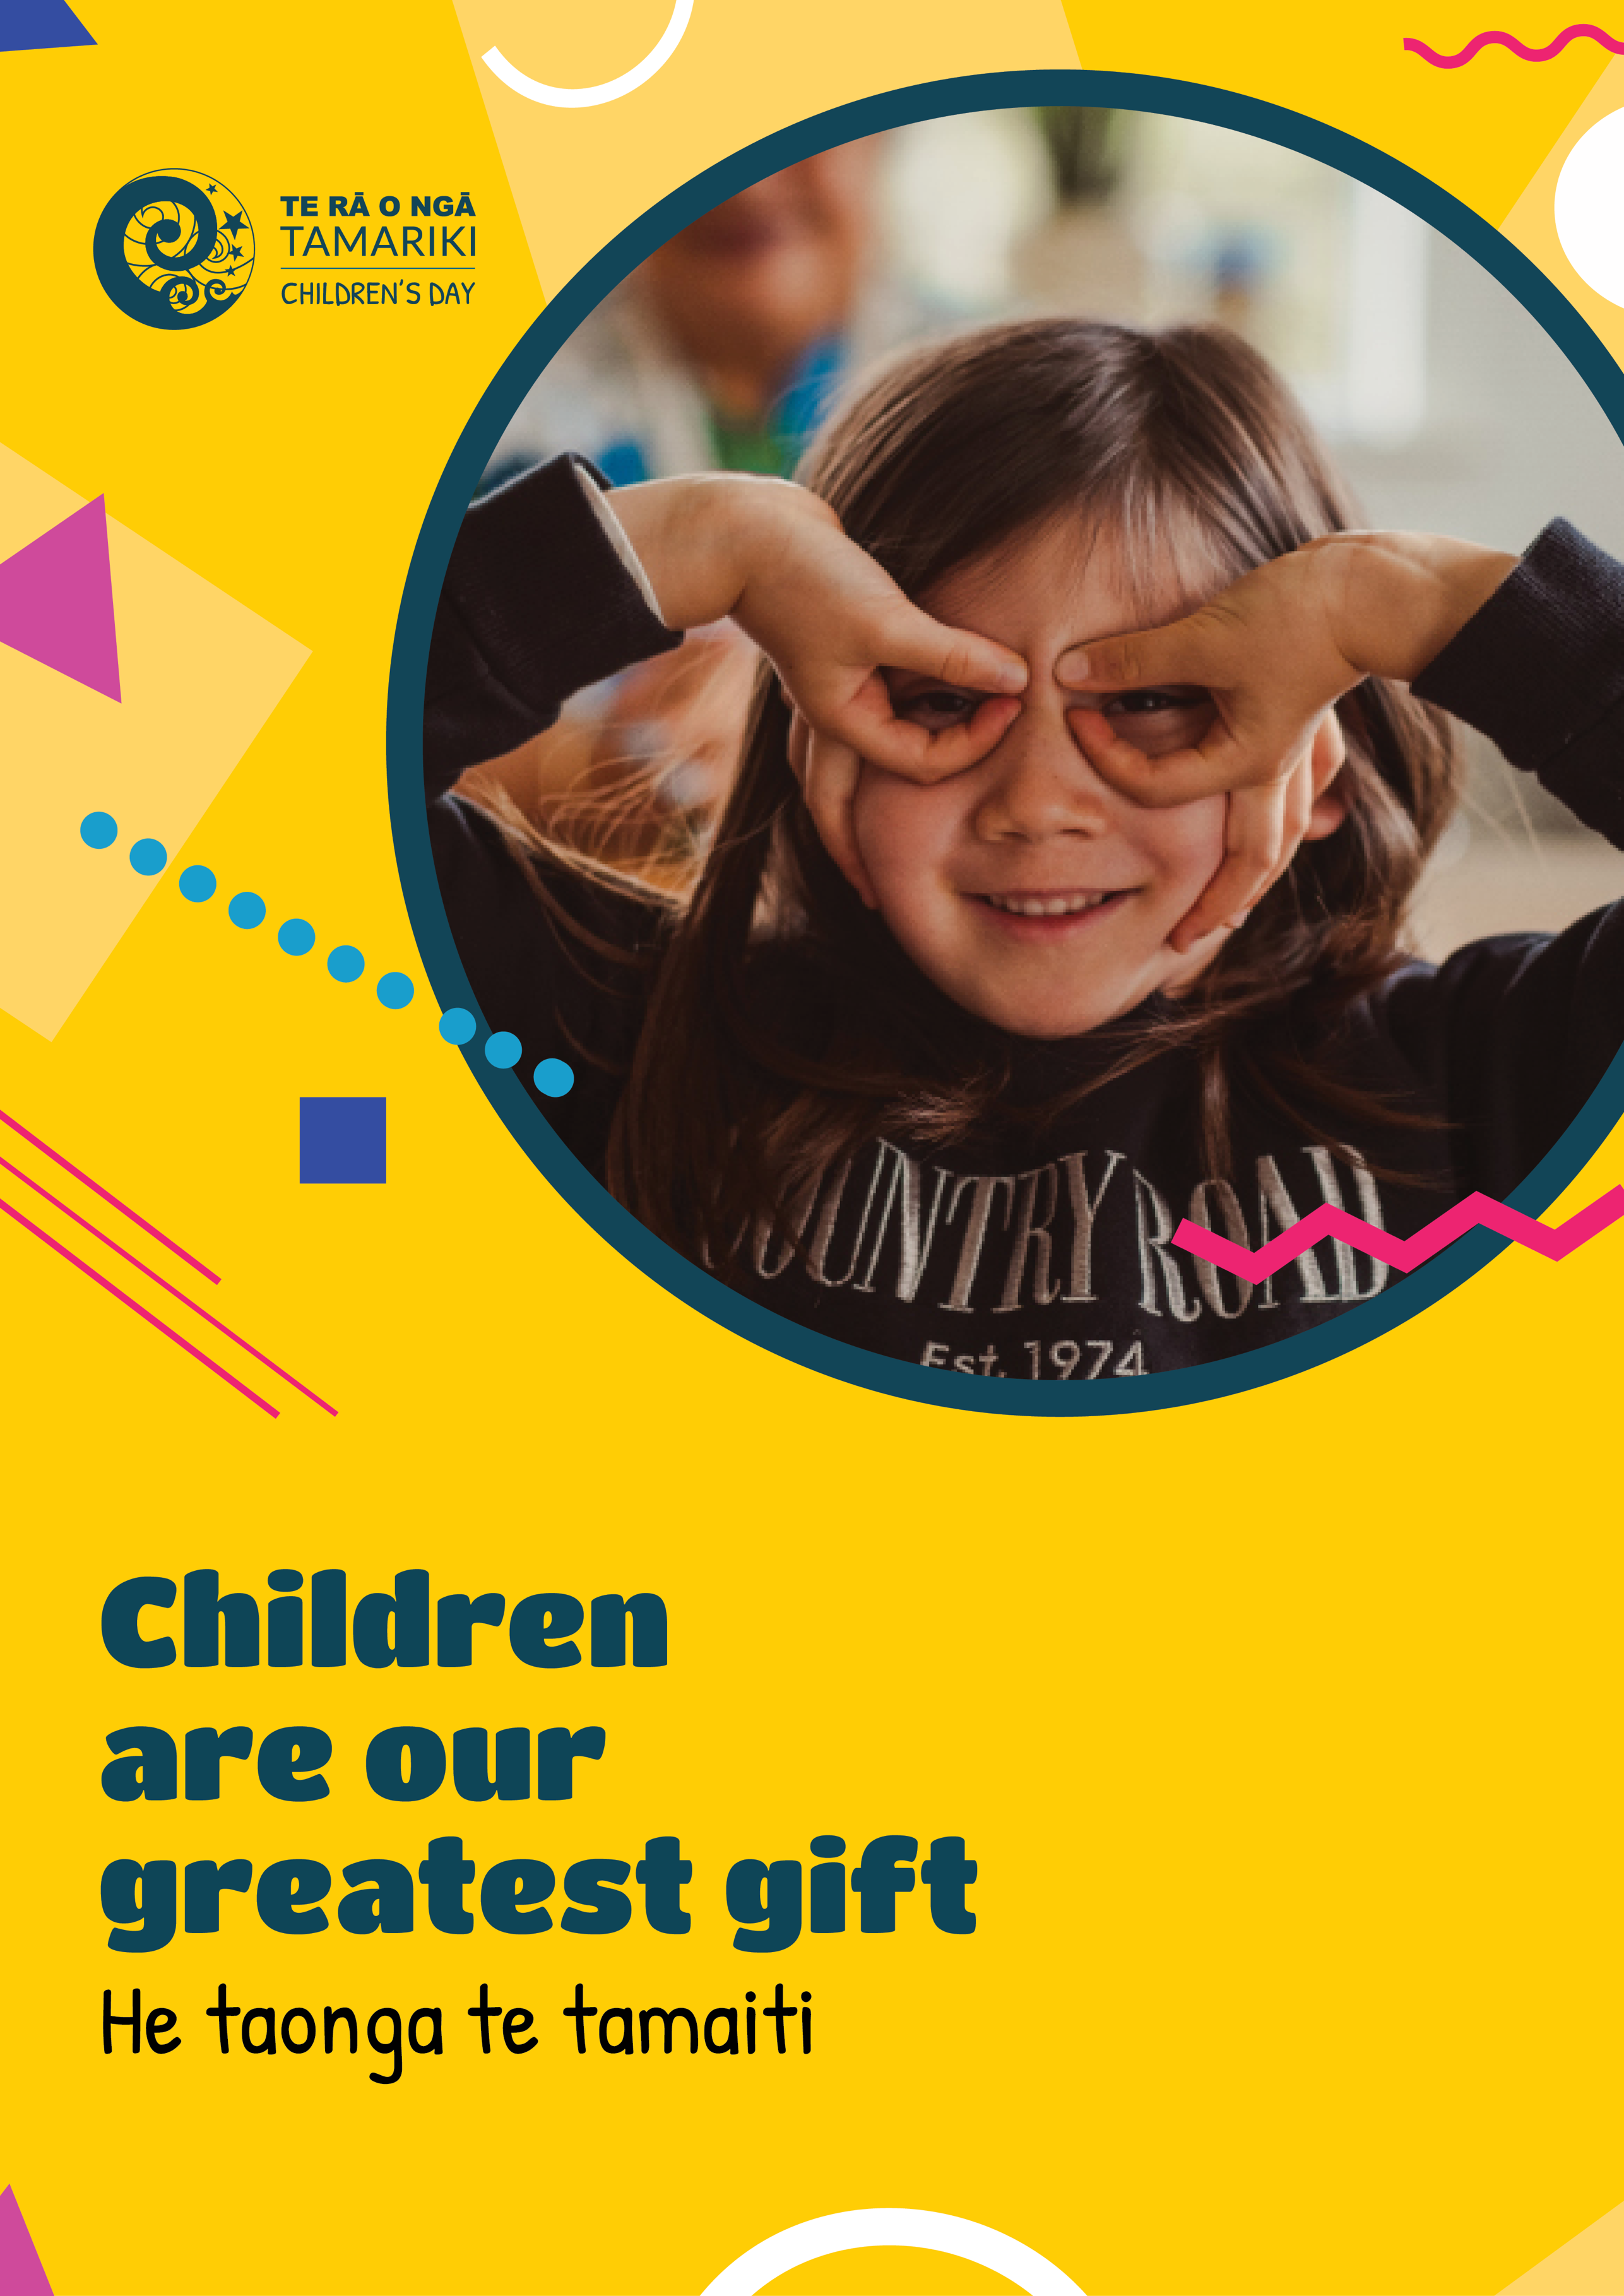 TE RĀ O NGĀ
TAMARIKI
CHILDREN'S DAY
COUNTRY ROAD
Est. 1974
Children
are our
greatest gift
He taonga te tamaiti